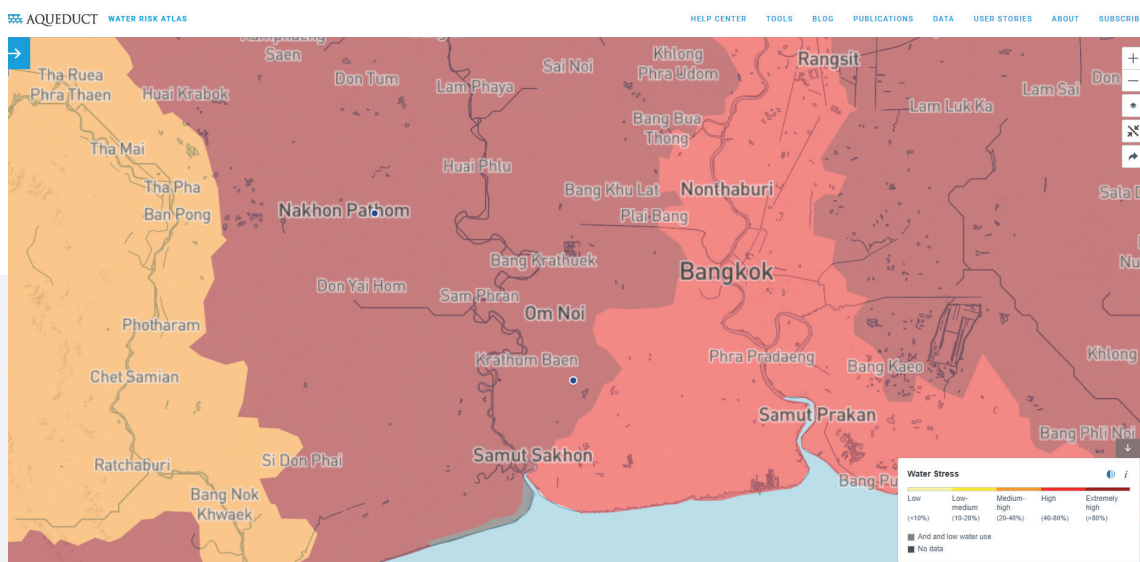 AQUEDUCT WATER RISK ATLAS
HELP CENTER TOOLS BLOG PUBLICATIONS DATA USER STORIES ABOUT
Saen
Sai Noi
Khlong
Phra Udom
Rangsit
Tha Ruea
Phra Thaen
Huai Krabok
Don Tum
Lam Phaya
Lam Luk Ka
Lam Sai
Don
Bang Bua
Thong
Tha Mai
Huai Phlu
Tha Pha
Bang Khu Lat
Nonthaburi
Ban Pong
Nakhon Pathom
Plai Bang
Bang Krathuek
Bangkok
Don Yai Hom
Sam Phran
Om Noi
Photharam
Krathum Baen
Phra Pradaeng
Bang Kaeo
Khlong
Chet Samian
Samut Prakan
Bang Phli Noi
Ratchaburi
Si Don Phai
Samut Sakhon
Bang Nok
Khwaek
Water Stress
i
Low Low-medium Medium-high High Extremely high
(<10%) (10-20%) (20-40%) (40-80%) (>80%)
Arid and low water use
No data